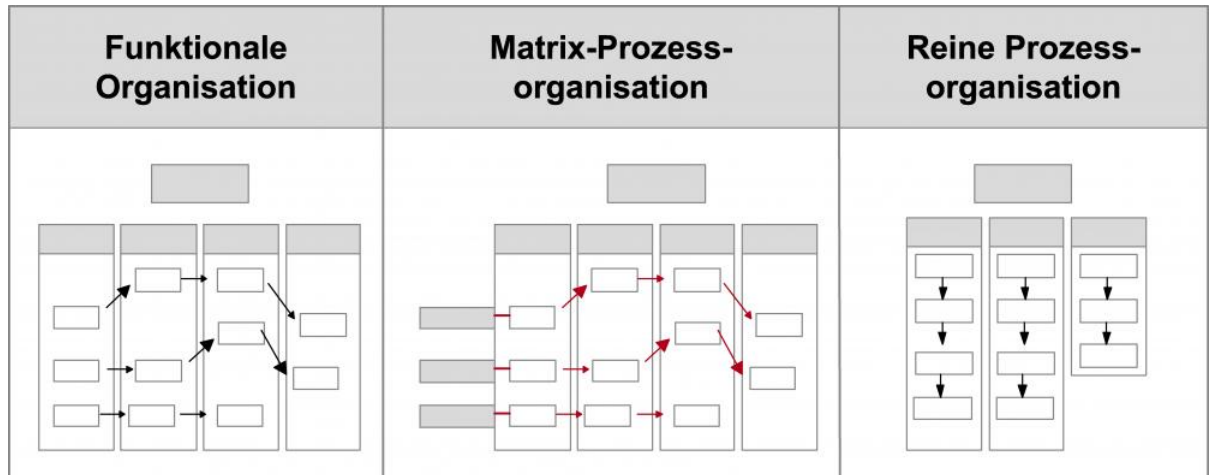 Funktionale
Organisation
Matrix-Prozess-
organisation
Reine Prozess-
organisation